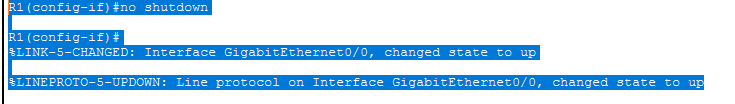 R1(config-if)#no shutdown
R1(config-if)#
%LINK-5-CHANGED: Interface GigabitEthernet0/0, changed state to up
%LINEPROTO-5-UPDOWN: Line protocol on Interface GigabitEthernet0/0, changed state to up